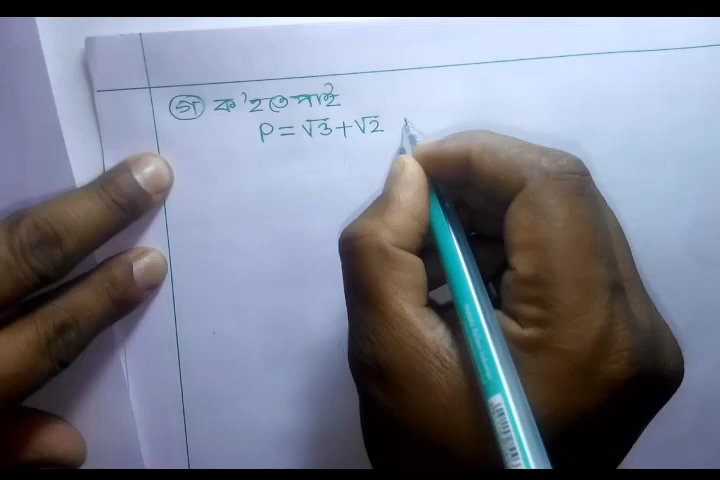 গ ক 'হতে পাই
P = √3 + √2